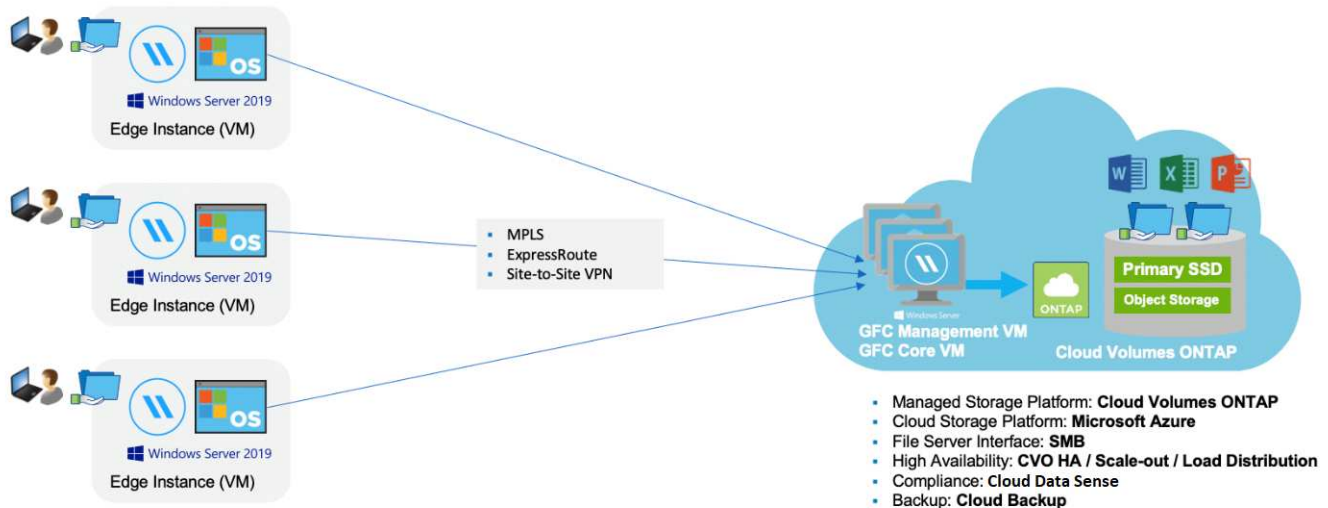 OS
Windows Server 2019
Edge Instance (VM)
OS
Windows Server 2019
Edge Instance (VM)
OS
Windows Server 2019
Edge Instance (VM)
▪ MPLS
▪ ExpressRoute
▪ Site-to-Site VPN
Windows Server
GFC Management VM
GFC Core VM
ONTAP
W
X
P
Primary SSD
Object Storage
Cloud Volumes ONTAP
▪ Managed Storage Platform: Cloud Volumes ONTAP
▪ Cloud Storage Platform: Microsoft Azure
▪ File Server Interface: SMB
▪ High Availability: CVO HA / Scale-out / Load Distribution
▪ Compliance: Cloud Data Sense
▪ Backup: Cloud Backup